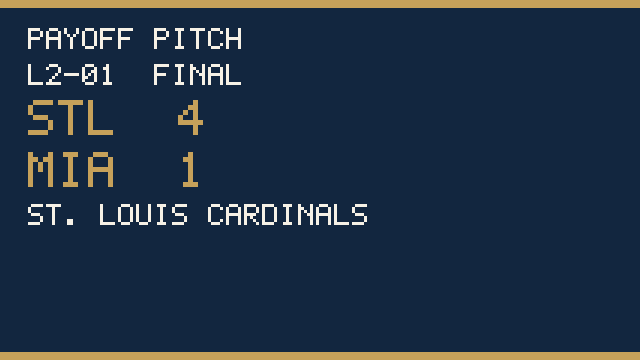 PAYOFF PITCH
L2-01 FINAL
STL 4
MIA 1
ST. LOUIS CARDINALS